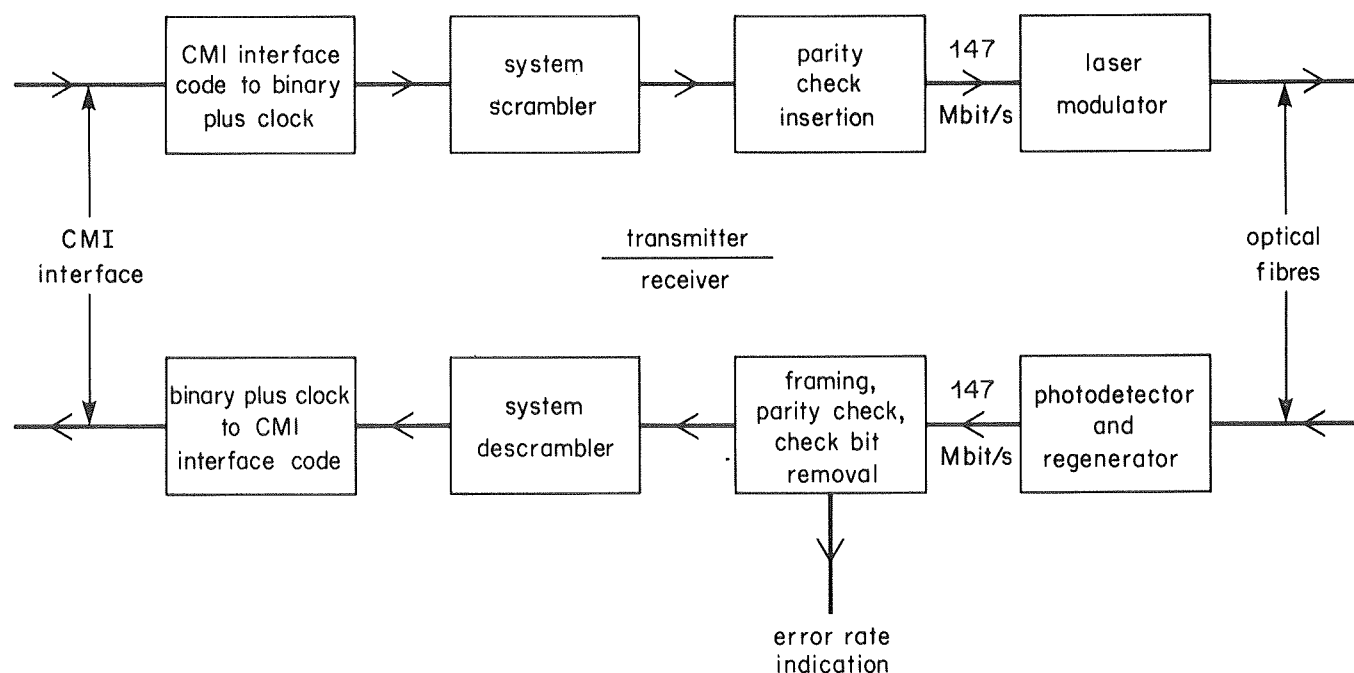 CMI interface
code to binary
plus clock
system
scrambler
parity
check
insertion
147
Mbit/s
laser
modulator
CMI
interface
transmitter
receiver
optical
fibres
binary plus clock
to CMI
interface code
system
descrambler
framing,
parity check,
check bit
removal
147
Mbit/s
photodetector
and
regenerator
error rate
indication